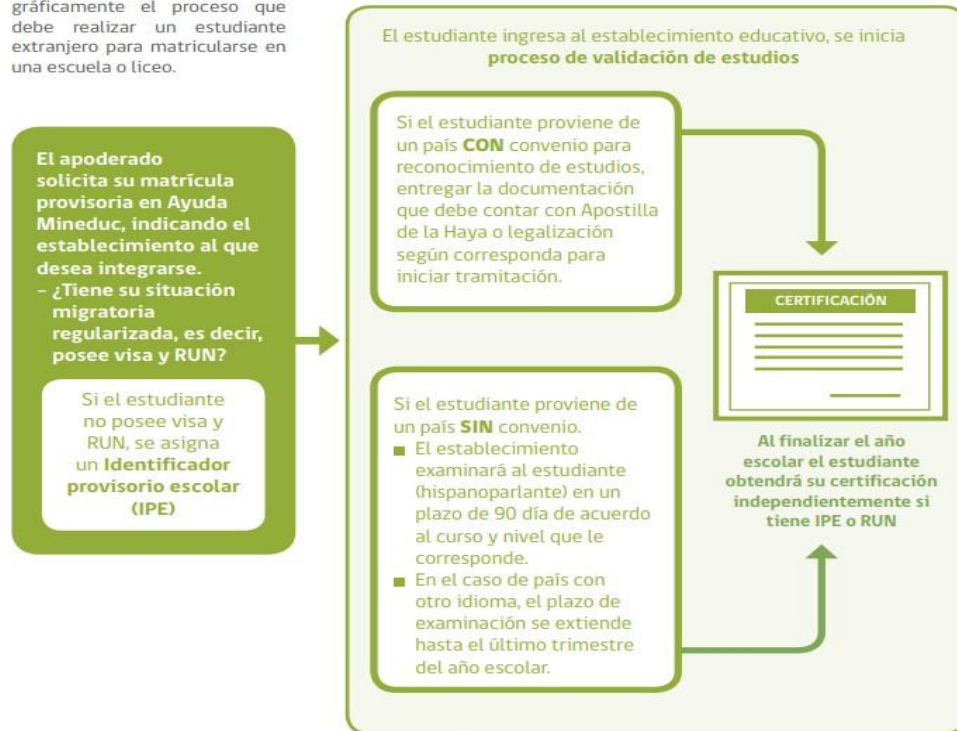 gráficamente el proceso que
debe realizar un estudiante
extranjero para matricularse en
una escuela o liceo.
El apoderado
solicita su matrícula
provisoria en Ayuda
Mineduc, indicando el
establecimiento al que
desea integrarse.
– ¿Tiene su situación
migratoria
regularizada, es decir,
posee visa y RUN?
Si el estudiante
no posee visa y
RUN, se asigna
un Identificador
provisorio escolar
(IPE)
El estudiante ingresa al establecimiento educativo, se inicia
proceso de validación de estudios
Si el estudiante proviene de
un país CON convenio para
reconocimiento de estudios,
entregar la documentación
que debe contar con Apostilla
de la Haya o legalización
según corresponda para
iniciar tramitación.
Si el estudiante proviene de
un país SIN convenio.
■ El establecimiento
examinará al estudiante
(hispanoparlante) en un
plazo de 90 día de acuerdo
al curso y nivel que le
corresponde.
■ En el caso de país con
otro idioma, el plazo de
examinación se extiende
hasta el último trimestre
del año escolar.
CERTIFICACIÓN
Al finalizar el año
escolar el estudiante
obtendrá su certificación
independientemente si
tiene IPE o RUN